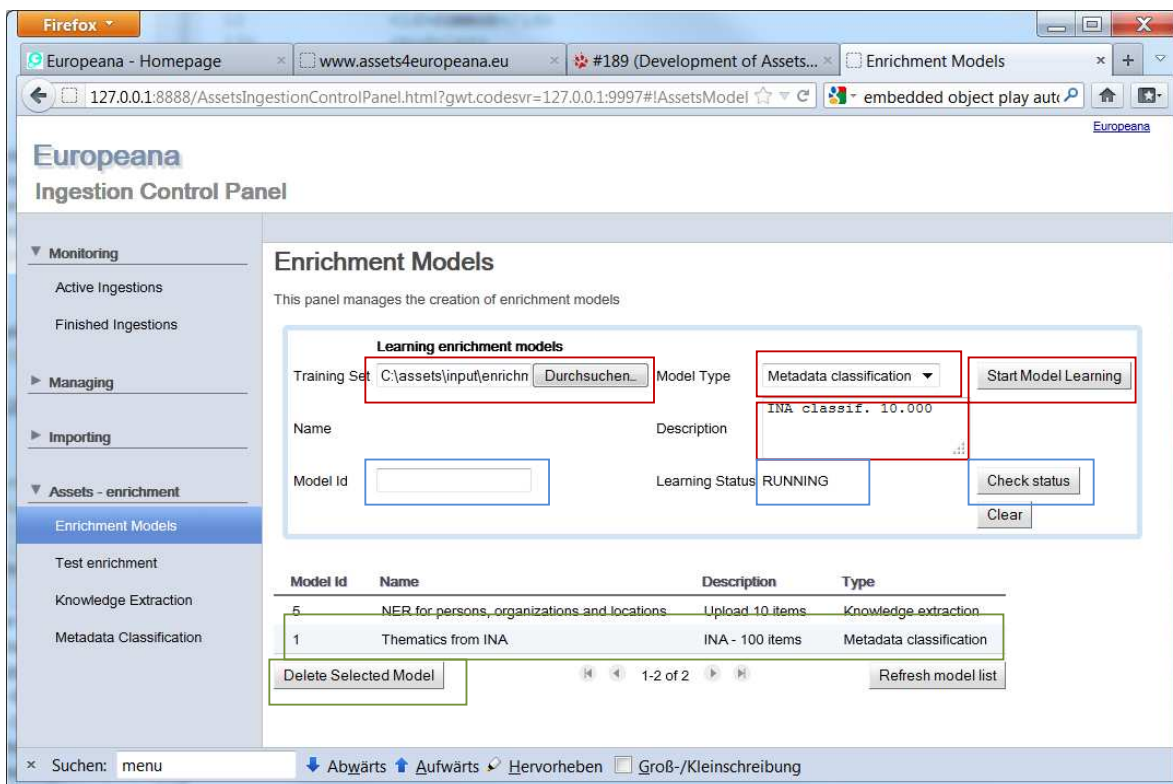 Firefox
Europeana - Homepage
www.assets4europeana.eu
#189 (Development of Assets...
Enrichment Models
127.0.0.1:8888/AssetsIngestionControlPanel.html?gwt.codesvr=127.0.0.1:9997#!AssetsModel
embedded object play aut
Europeana
Europeana
Ingestion Control Panel
Monitoring
Active Ingestions
Finished Ingestions
Managing
Importing
Assets - enrichment
Enrichment Models
Test enrichment
Knowledge Extraction
Metadata Classification
Enrichment Models
This panel manages the creation of enrichment models
Learning enrichment models
Training Set C:\assets\input\enrichn Durchsuchen... Model Type Metadata classification Start Model Learning
INA classif. 10.000
Name Description
Model Id Learning Status RUNNING Check status
Clear
Model Id Name Description Type
5 NER for persons, organizations and locations Upload 10 items Knowledge extraction
1 Thematics from INA INA - 100 items Metadata classification
Delete Selected Model 1-2 of 2 Refresh model list
× Suchen: menu Abwärts Aufwärts Hervorheben Groß-/Kleinschreibung